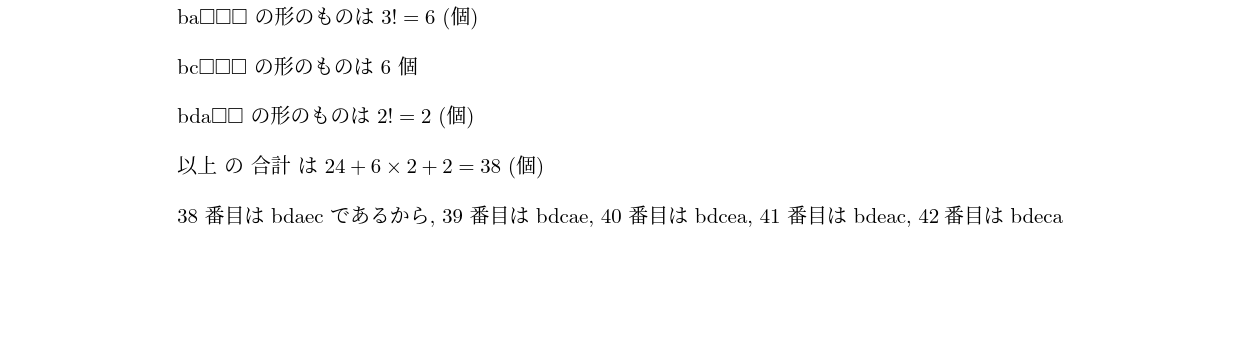 ba□□□ の形のものは 3! = 6 (個)
bc□□□ の形のものは 6 個
bda□□ の形のものは 2! = 2 (個)
以上 の 合計 は 24 + 6 × 2 + 2 = 38 (個)
38 番目は bdaec であるから, 39 番目は bdcae, 40 番目は bdcea, 41 番目は bdeac, 42 番目は bdeca